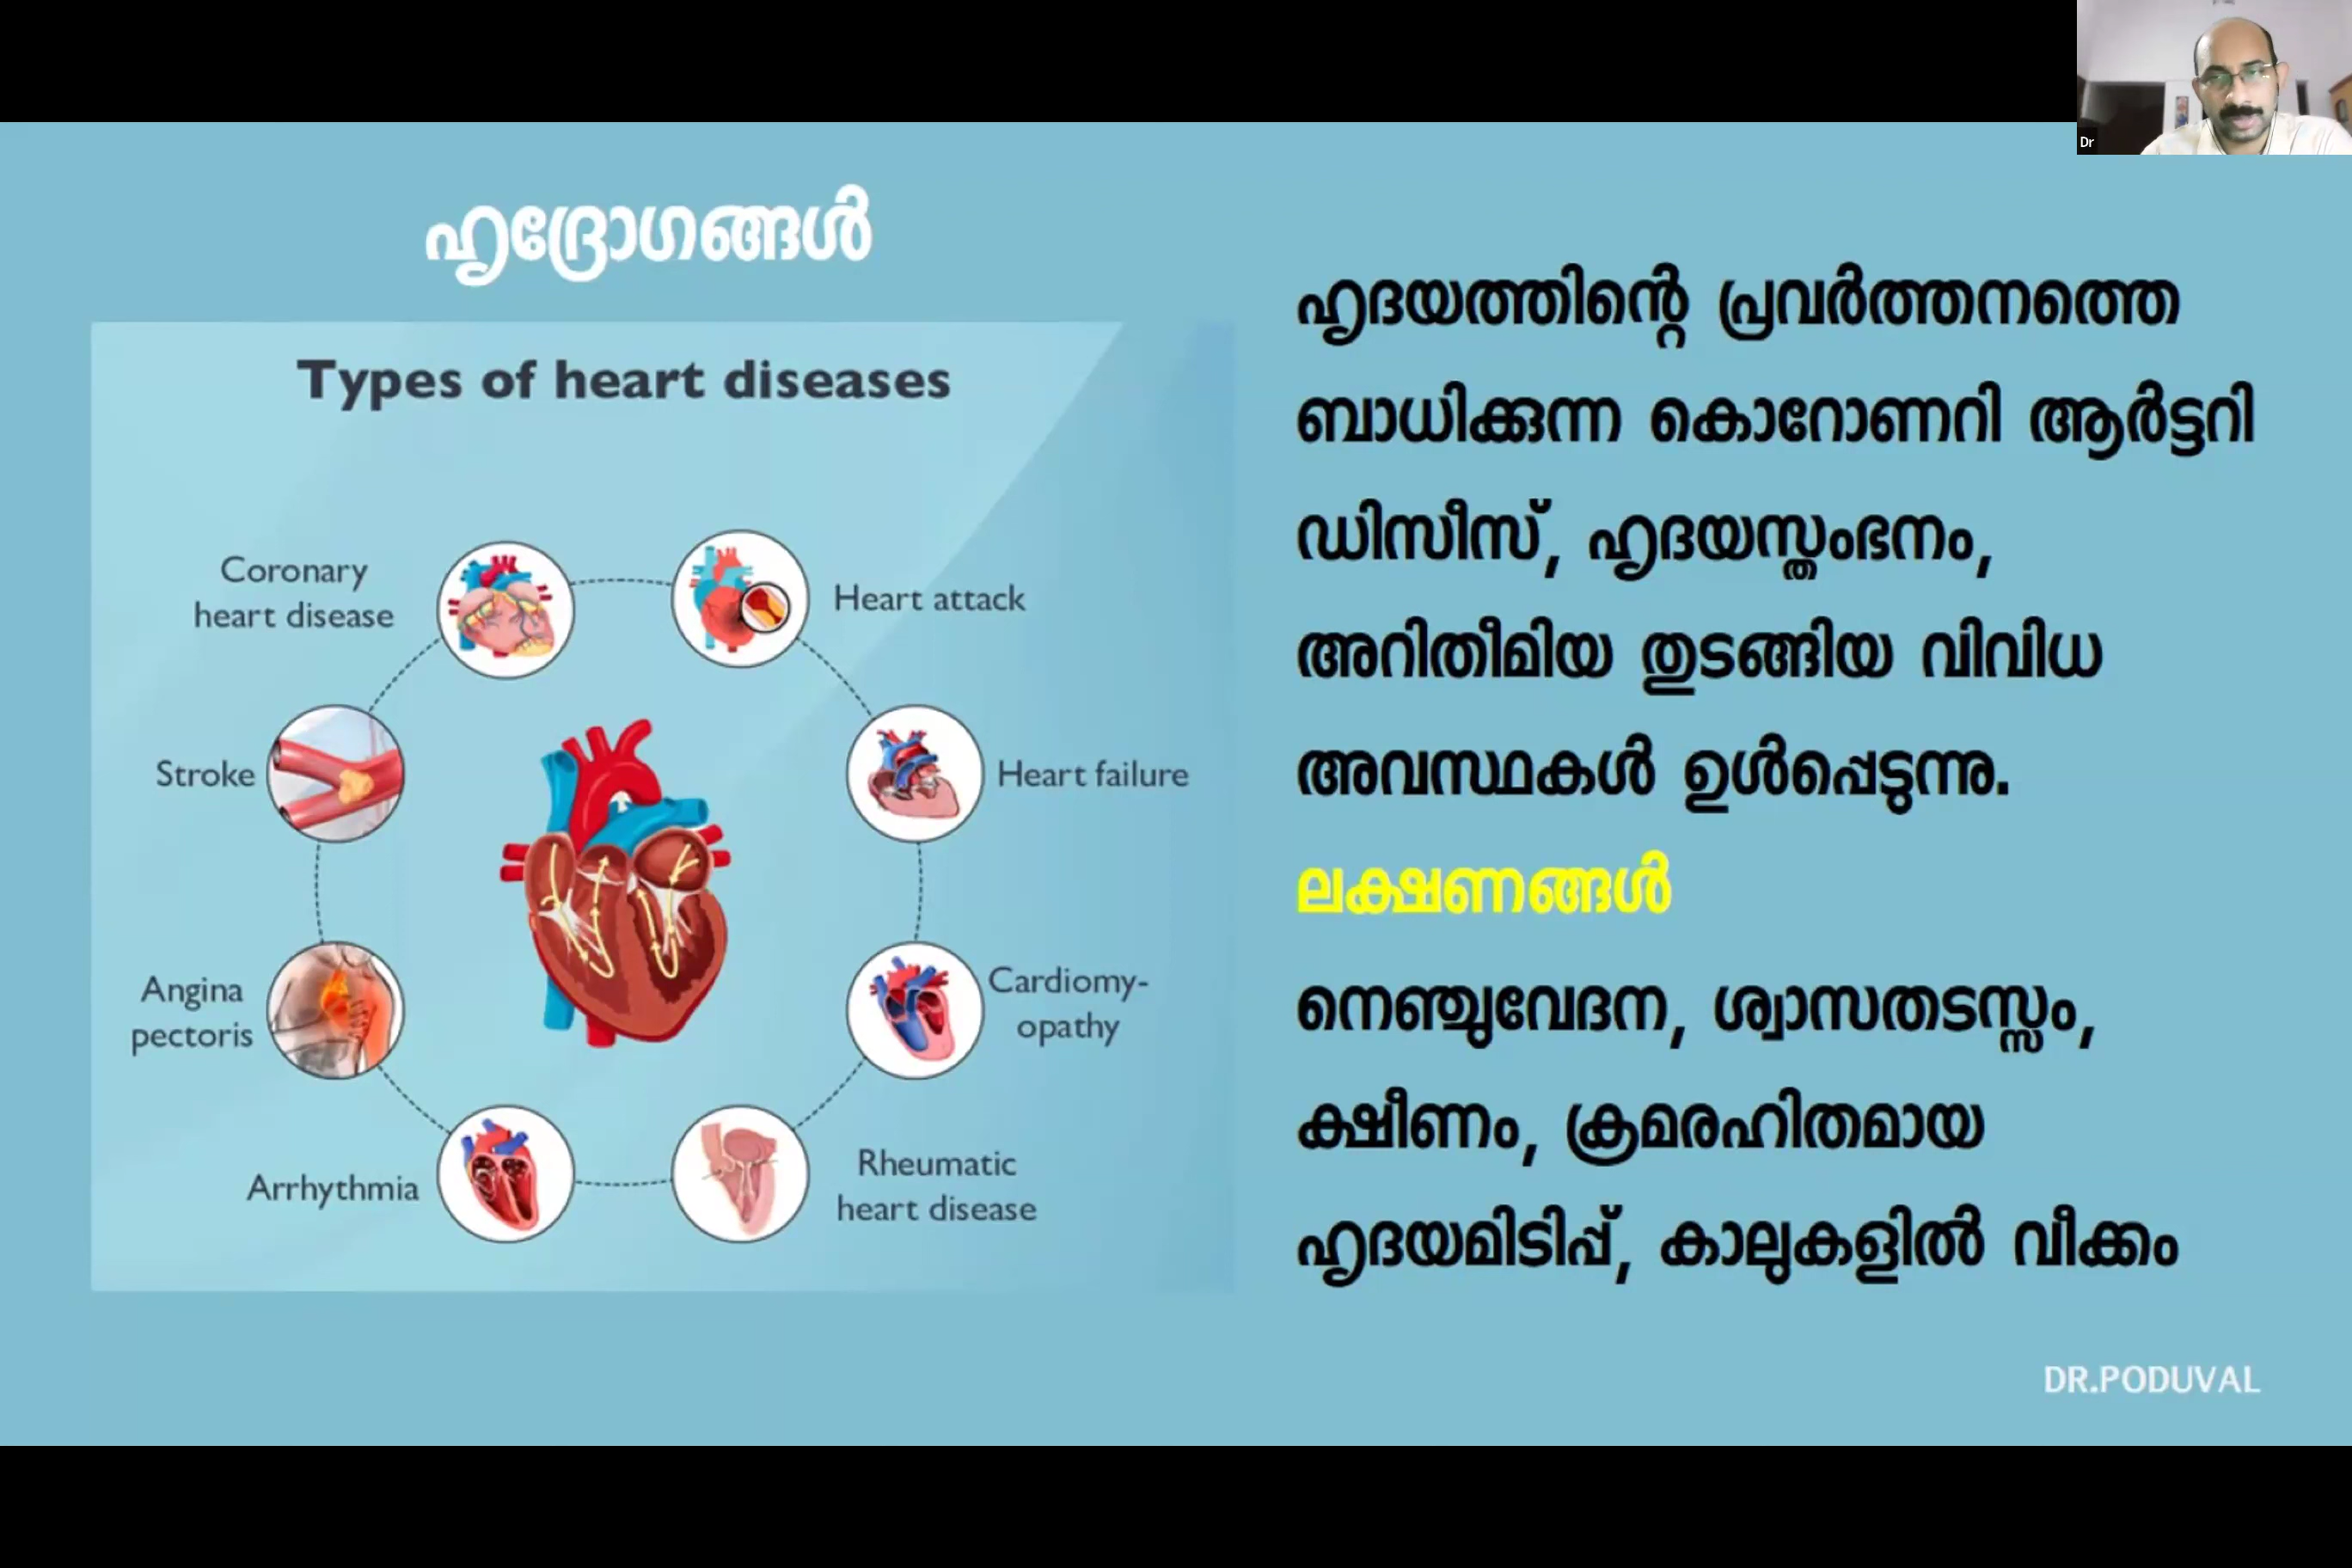 Dr
ഹൃദ്രോഗങ്ങൾ
Types of heart diseases
Coronary
heart disease
Heart attack
Stroke
Heart failure
Angina
pectoris
Cardiomy-
opathy
Arrhythmia
Rheumatic
heart disease
ഹൃദയത്തിന്റെ പ്രവർത്തനത്തെ
ബാധിക്കുന്ന കൊറോണറി ആർട്ടറി
ഡിസീസ്, ഹൃദയസ്തംഭനം,
അറിതീമിയ തുടങ്ങിയ വിവിധ
അവസ്ഥകൾ ഉൾപ്പെടുന്നു.
ലക്ഷണങ്ങൾ
നെഞ്ചുവേദന, ശ്വാസതടസ്സം,
ക്ഷീണം, ക്രമരഹിതമായ
ഹൃദയമിടിപ്പ്, കാലുകളിൽ വീക്കം
DR.PODUVAL